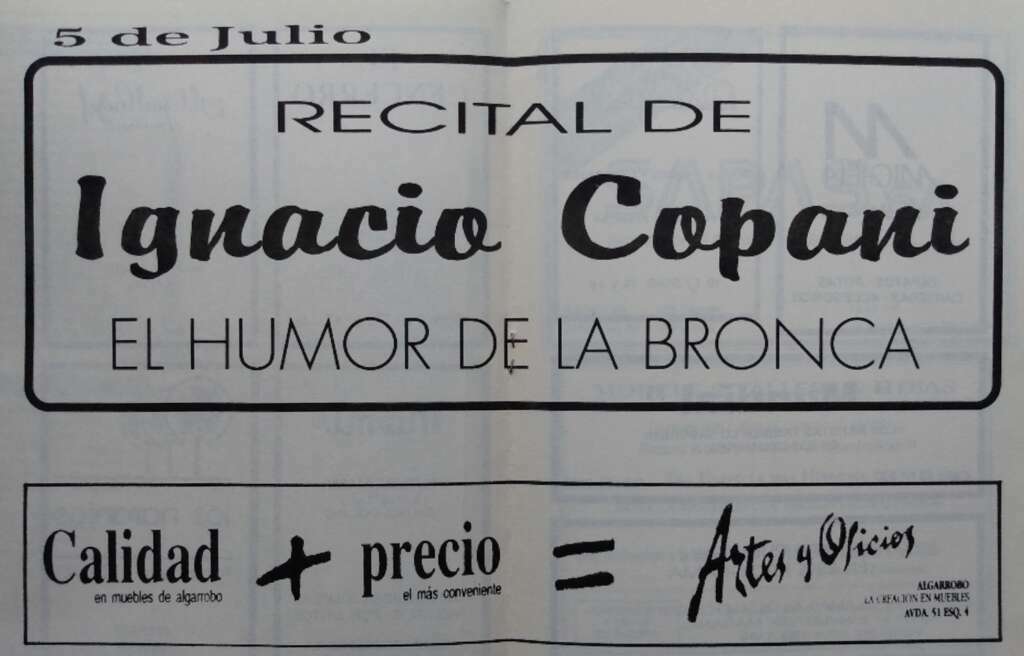 5 de Julio
RECITAL DE
Ignacio Copani
EL HUMOR DE LA BRONCA
Calidad + precio = Artes y Oficios
en muebles de algarrobo
el más conveniente
ALGARROBO
LA CREACION EN MUEBLES
AVDA. 51 ESQ. 4